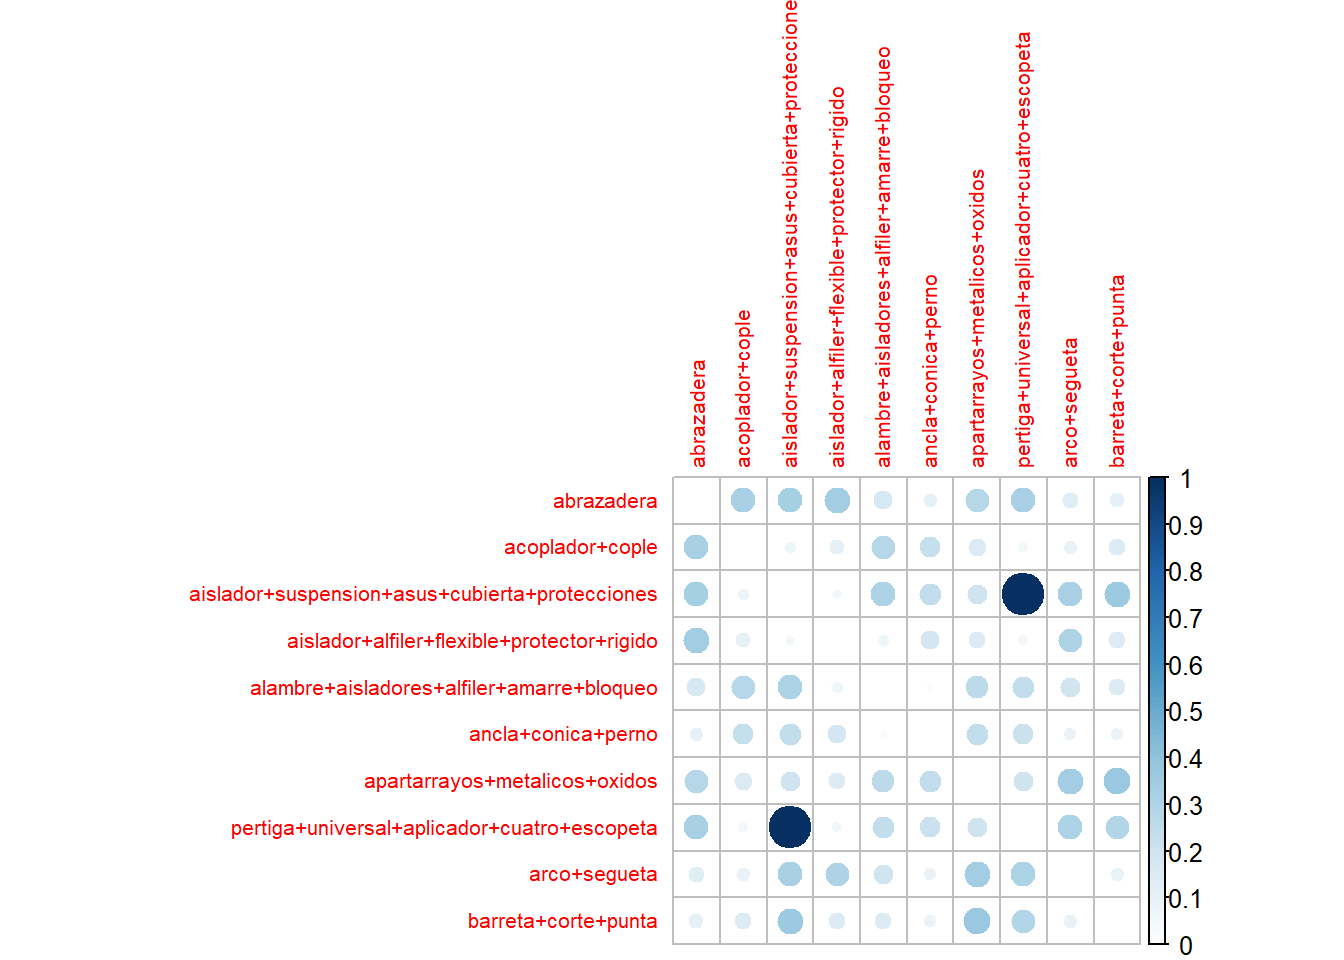 abrazadera
acoplador+cople
aislador+suspension+asus+cubierta+proteccione
aislador+alfiler+flexible+protector+rigido
alambre+aisladores+alfiler+amarre+bloqueo
ancla+conica+perno
apartarrayos+metalicos+oxidos
pertiga+universal+aplicador+cuatro+escopeta
arco+segueta
barreta+corte+punta
abrazadera
acoplador+cople
aislador+suspension+asus+cubierta+protecciones
aislador+alfiler+flexible+protector+rigido
alambre+aisladores+alfiler+amarre+bloqueo
ancla+conica+perno
apartarrayos+metalicos+oxidos
pertiga+universal+aplicador+cuatro+escopeta
arco+segueta
barreta+corte+punta
1
0.9
0.8
0.7
0.6
0.5
0.4
0.3
0.2
0.1
0